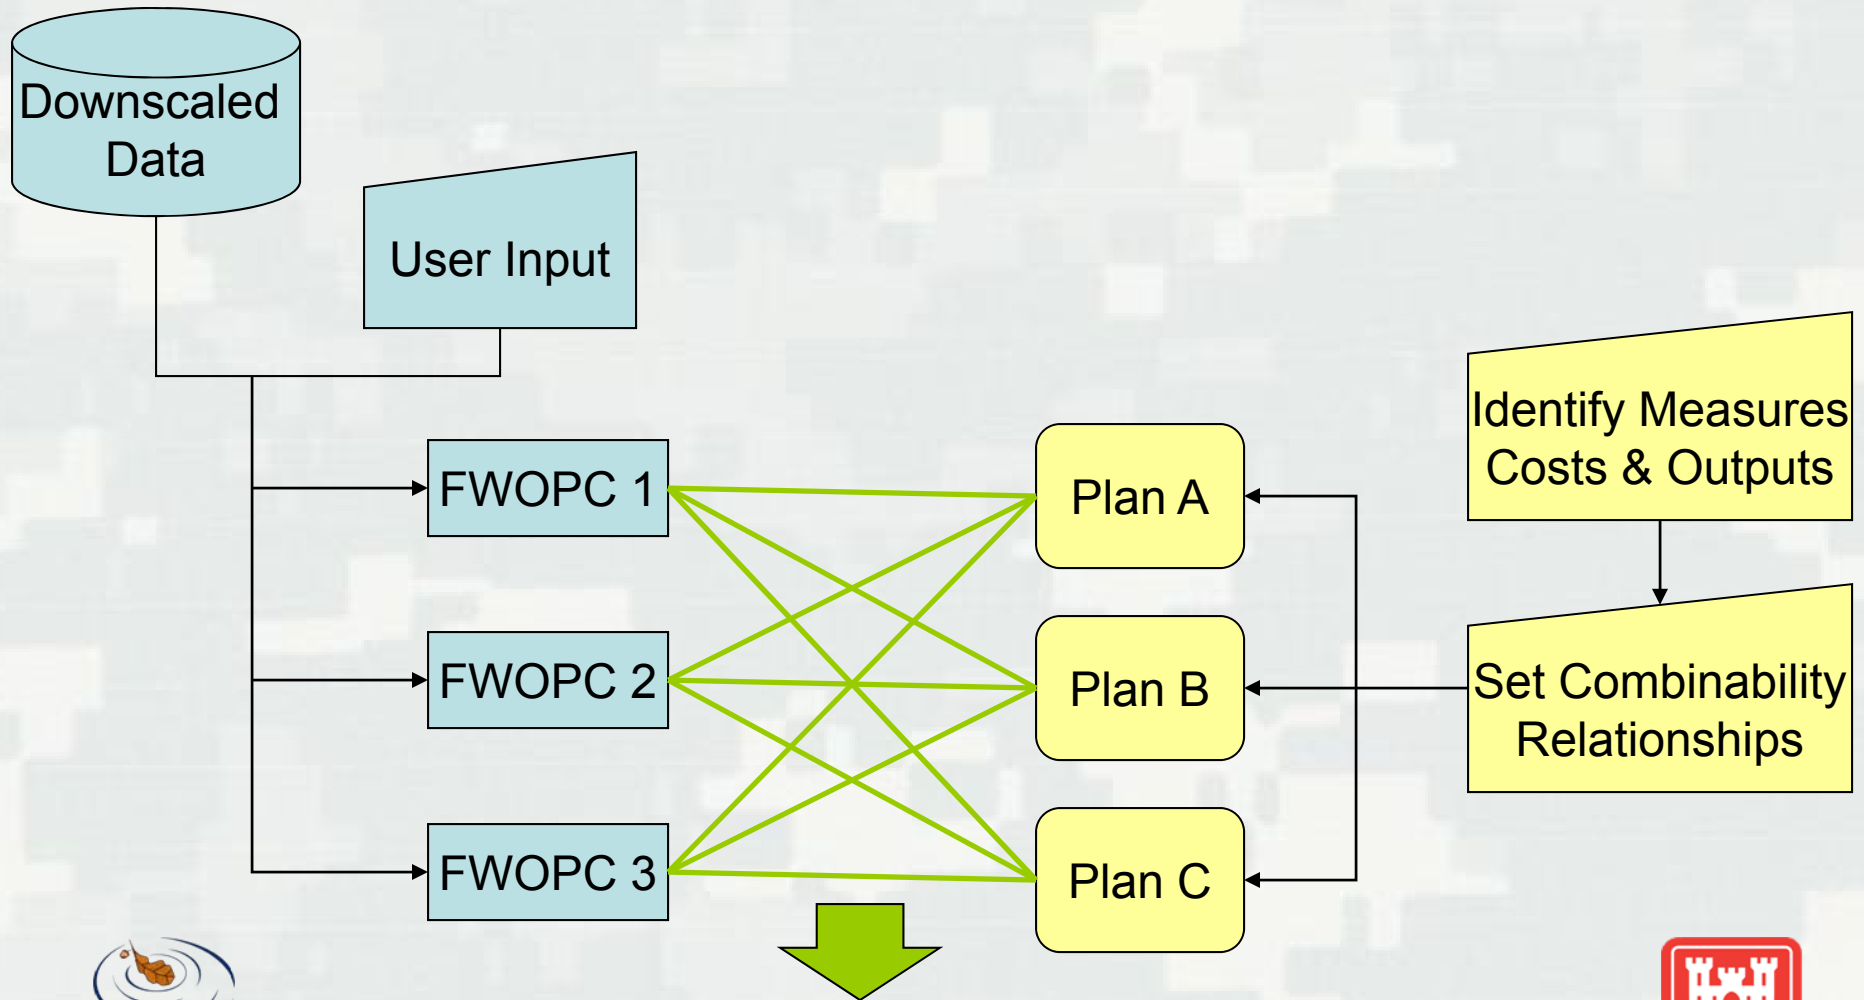 Downscaled
Data
User Input
Identify Measures
Costs & Outputs
FWOPC 1
Plan A
FWOPC 2
Plan B
Set Combinability
Relationships
FWOPC 3
Plan C